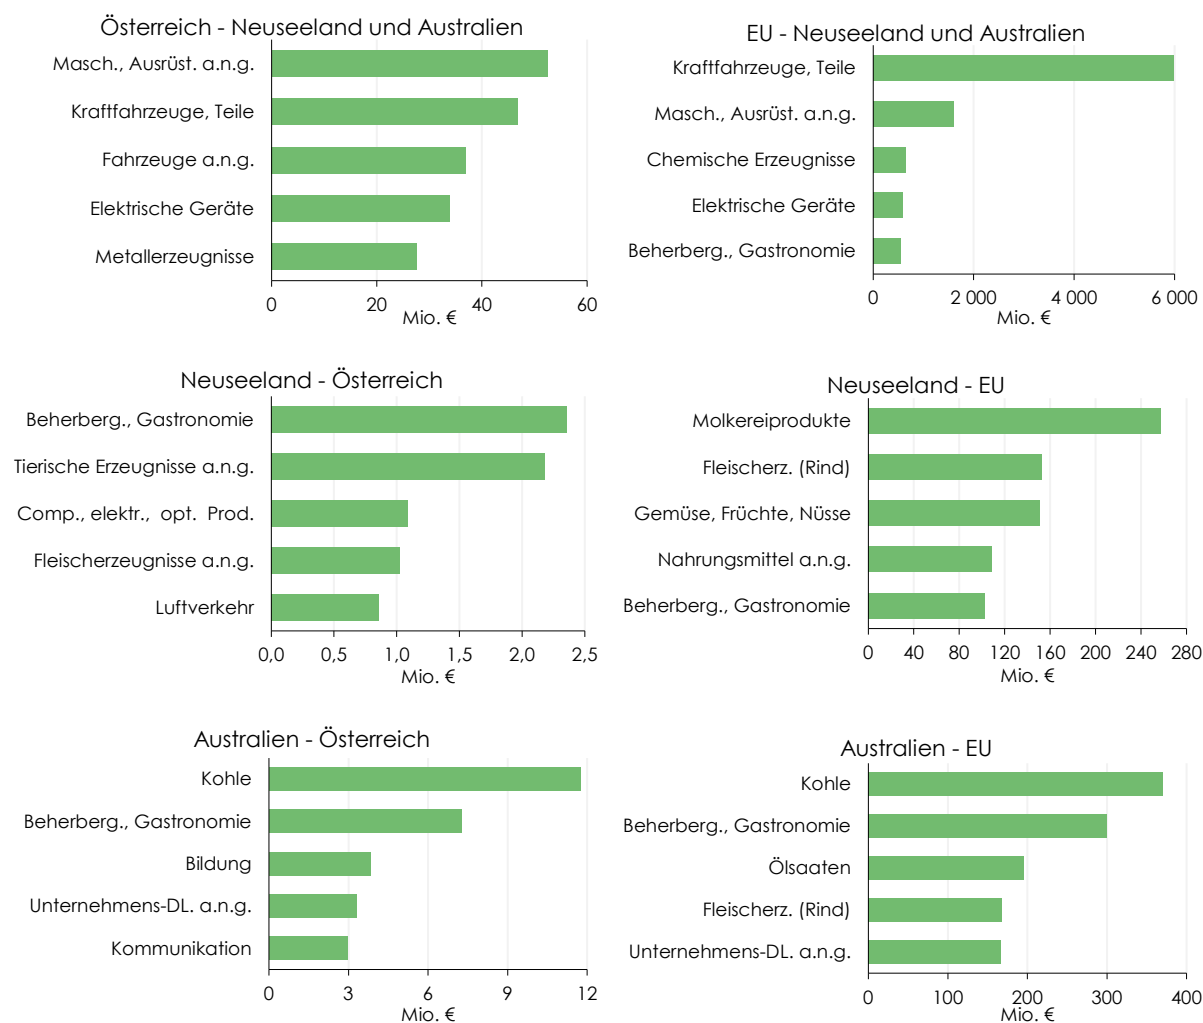 Österreich - Neuseeland und Australien
Masch., Ausrüst. a.n.g.
Kraftfahrzeuge, Teile
Fahrzeuge a.n.g.
Elektrische Geräte
Metallerzeugnisse
0 20 40 60
Mio. €
EU - Neuseeland und Australien
Kraftfahrzeuge, Teile
Masch., Ausrüst. a.n.g.
Chemische Erzeugnisse
Elektrische Geräte
Beherberg., Gastronomie
0 2 000 4 000 6 000
Mio. €
Neuseeland - Österreich
Beherberg., Gastronomie
Tierische Erzeugnisse a.n.g.
Comp., elektr., opt. Prod.
Fleischerzeugnisse a.n.g.
Luftverkehr
0,0 0,5 1,0 1,5 2,0 2,5
Mio. €
Neuseeland - EU
Molkereiprodukte
Fleischerz. (Rind)
Gemüse, Früchte, Nüsse
Nahrungsmittel a.n.g.
Beherberg., Gastronomie
0 40 80 120 160 200 240 280
Mio. €
Australien - Österreich
Kohle
Beherberg., Gastronomie
Bildung
Unternehmens-DL. a.n.g.
Kommunikation
0 3 6 9 12
Mio. €
Australien - EU
Kohle
Beherberg., Gastronomie
Ölsaaten
Fleischerz. (Rind)
Unternehmens-DL. a.n.g.
0 100 200 300 400
Mio. €